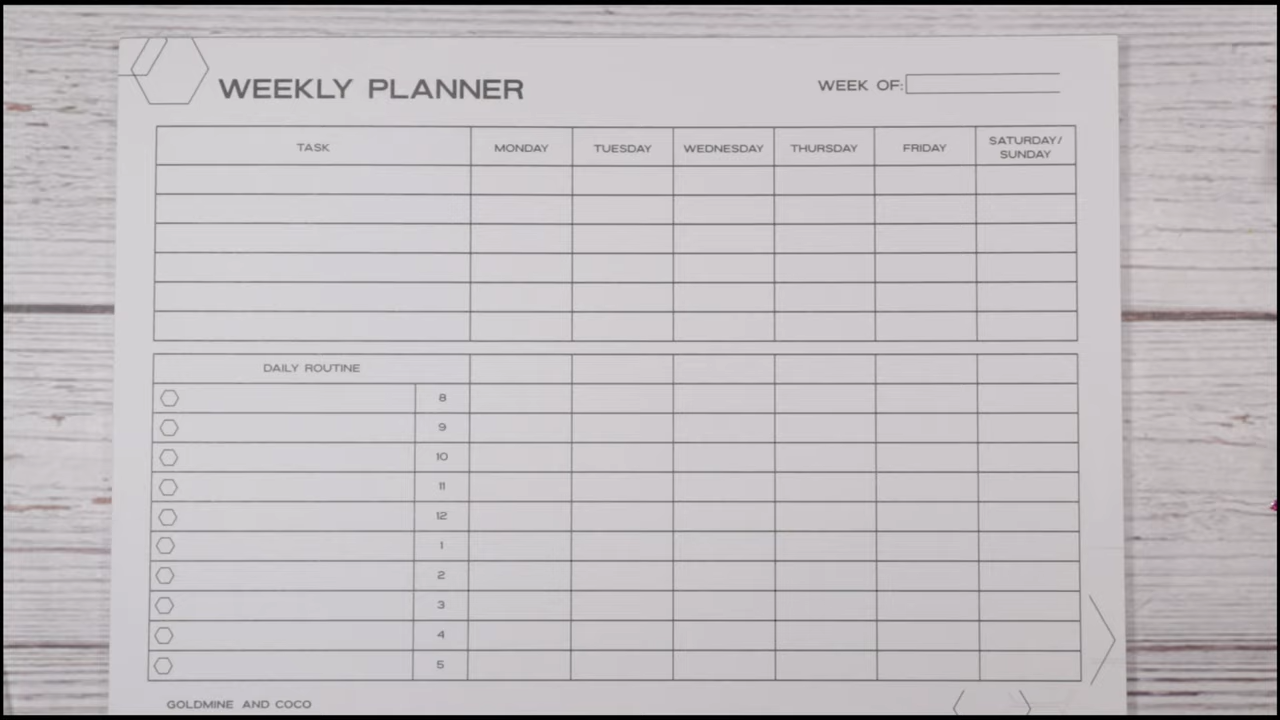 WEEKLY PLANNER
WEEK OF:
TASK MONDAY TUESDAY WEDNESDAY THURSDAY FRIDAY SATURDAY/
SUNDAY
DAILY ROUTINE
8
9
10
11
12
1
2
3
4
5
GOLDMINE AND COCO